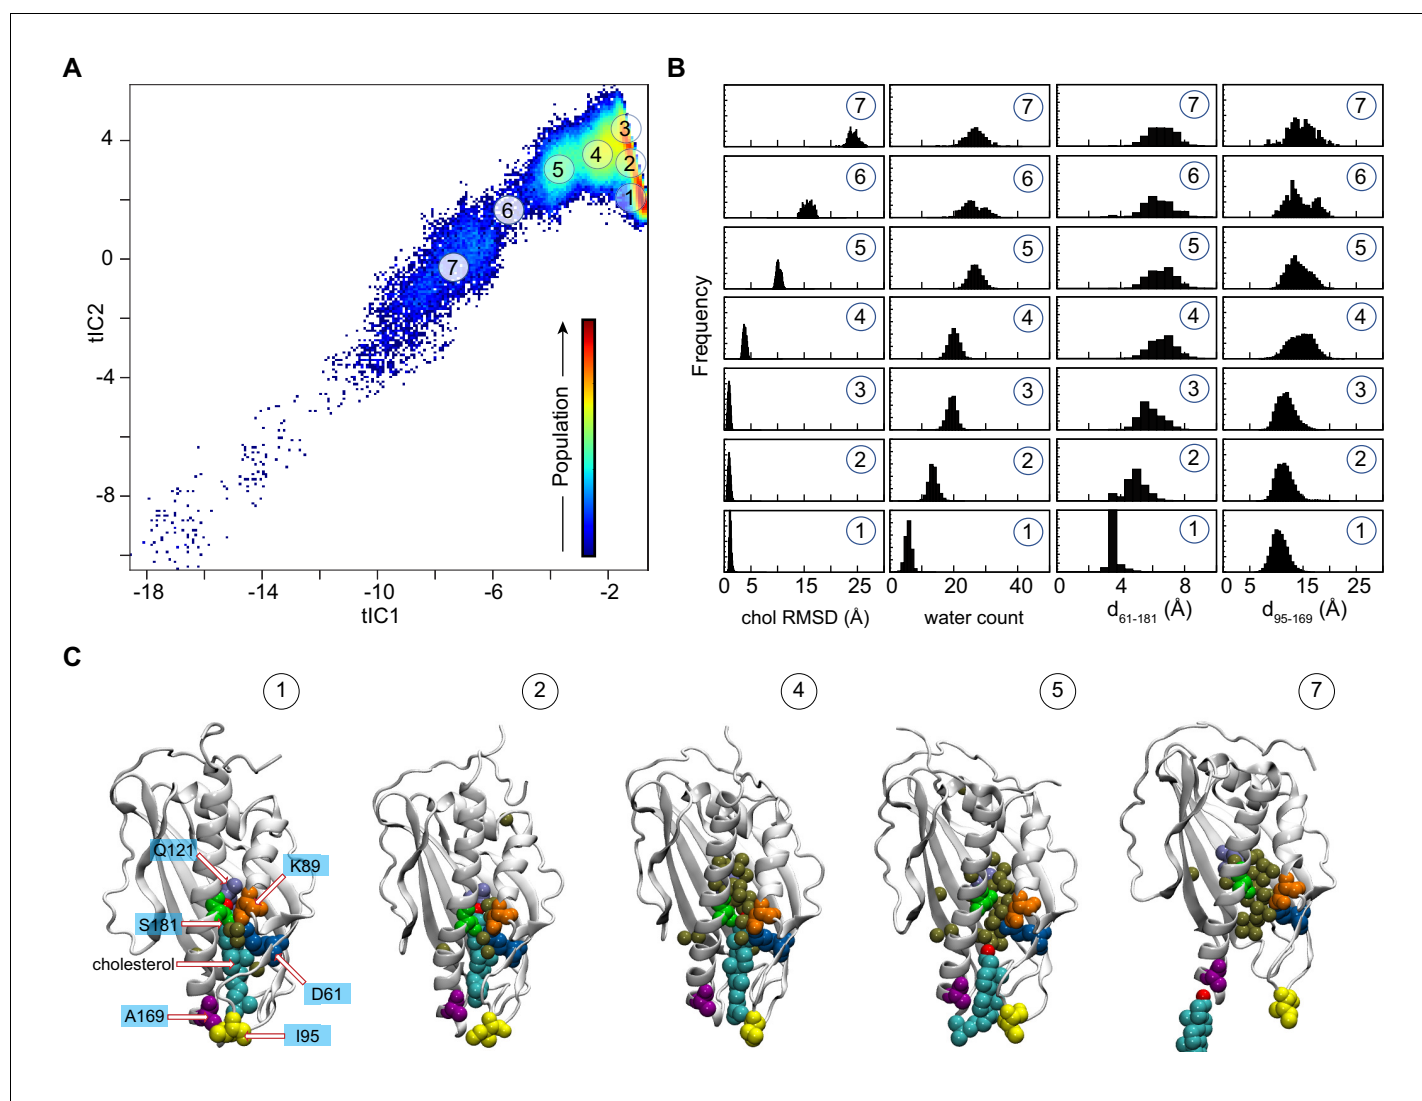 A
4
0
-4
-8
tIC2
-18
-14
-10
-6
-2
tIC1
3
2
1
4
5
6
7
Population
B
Frequency
7 7 7 7
6 6 6 6
5 5 5 5
4 4 4 4
3 3 3 3
2 2 2 2
1 1 1 1
0 5 15 25
0 20 40
4 8
0 5 15 25
chol RMSD (Å)
water count
d61-181 (Å)
d95-169 (Å)
C
1 2 4 5 7
Q121
K89
S181
cholesterol
D61
A169
I95